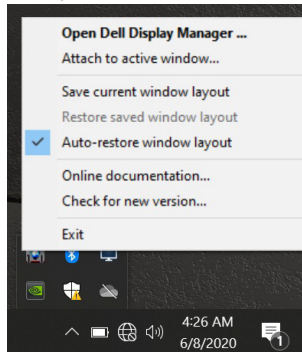 Open Dell Display Manager ...
Attach to active window...
Save current window layout
Restore saved window layout
Auto-restore window layout
Online documentation...
Check for new version...
Exit
4:26 AM
6/8/2020
1